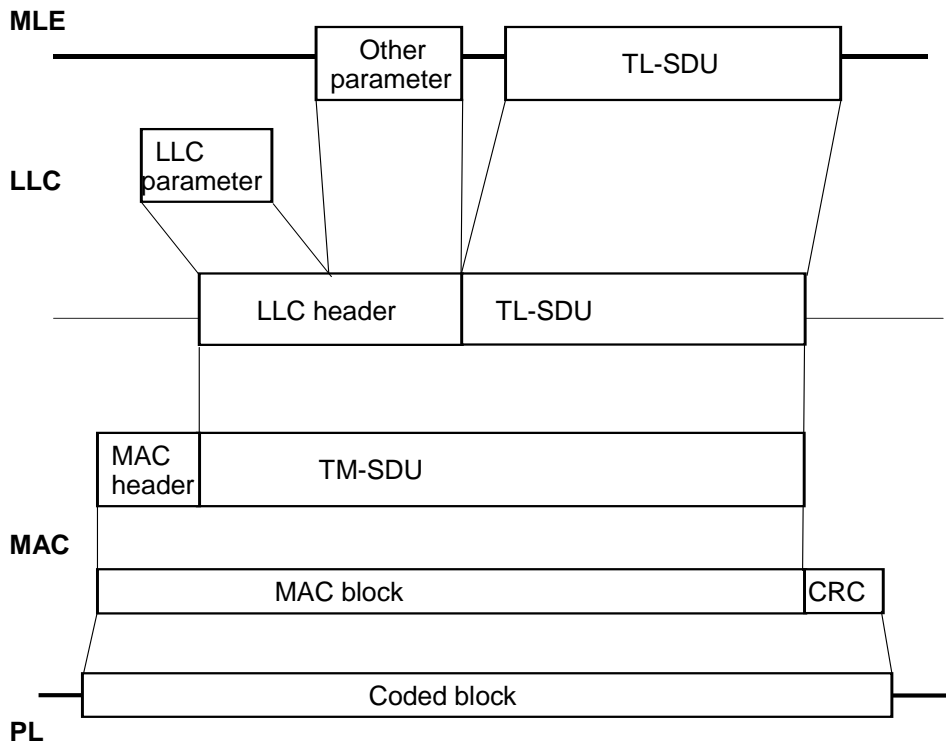 MLE
Other
parameter
TL-SDU
LLC
parameter
LLC
LLC header
TL-SDU
MAC
header
TM-SDU
MAC
MAC block
CRC
Coded block
PL